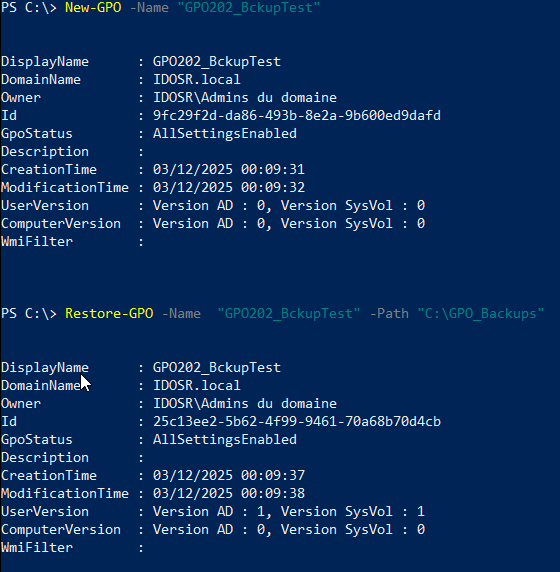 PS C:\> New-GPO -Name "GPO202_BckupTest"
DisplayName : GPO202_BckupTest
DomainName : IDOSR.local
Owner : IDOSR\Admins du domaine
Id : 9fc29f2d-da86-493b-8e2a-9b600ed9dafd
GpoStatus : AllSettingsEnabled
Description :
CreationTime : 03/12/2025 00:09:31
ModificationTime : 03/12/2025 00:09:32
UserVersion : Version AD : 0, Version SysVol : 0
ComputerVersion : Version AD : 0, Version SysVol : 0
WmiFilter :
PS C:\> Restore-GPO -Name  "GPO202_BckupTest" -Path "C:\GPO_Backups"
DisplayName : GPO202_BckupTest
DomainName : IDOSR.local
Owner : IDOSR\Admins du domaine
Id : 25c13ee2-5b62-4f99-9461-70a68b70d4cb
GpoStatus : AllSettingsEnabled
Description :
CreationTime : 03/12/2025 00:09:37
ModificationTime : 03/12/2025 00:09:38
UserVersion : Version AD : 1, Version SysVol : 1
ComputerVersion : Version AD : 0, Version SysVol : 0
WmiFilter :